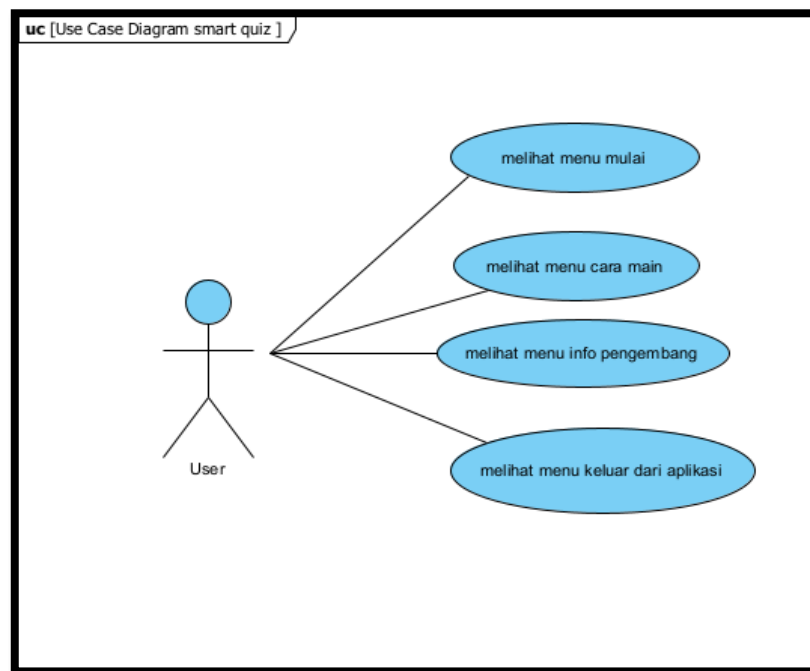 uc [Use Case Diagram smart quiz ]
melihat menu mulai
melihat menu cara main
melihat menu info pengembang
melihat menu keluar dari aplikasi
User